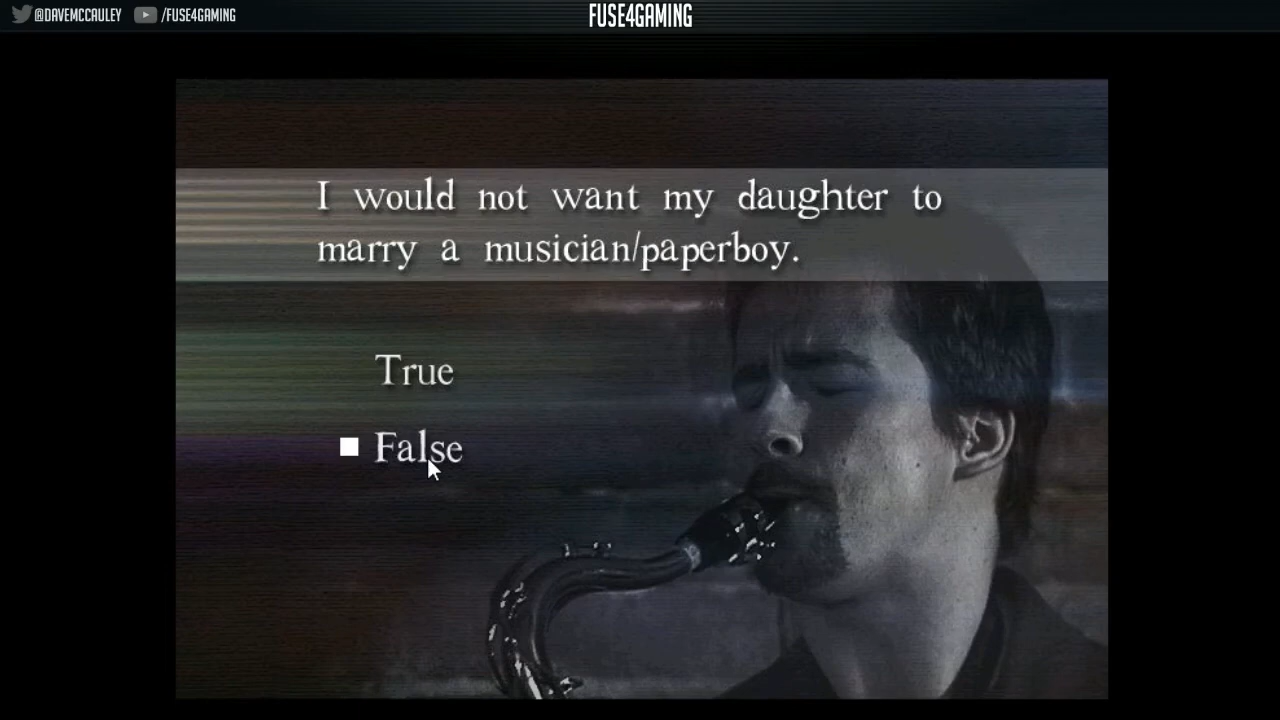 @DAVEMCCAULEY /FUSE4GAMING FUSE4GAMING
I would not want my daughter to
marry a musician/paperboy.
True
False